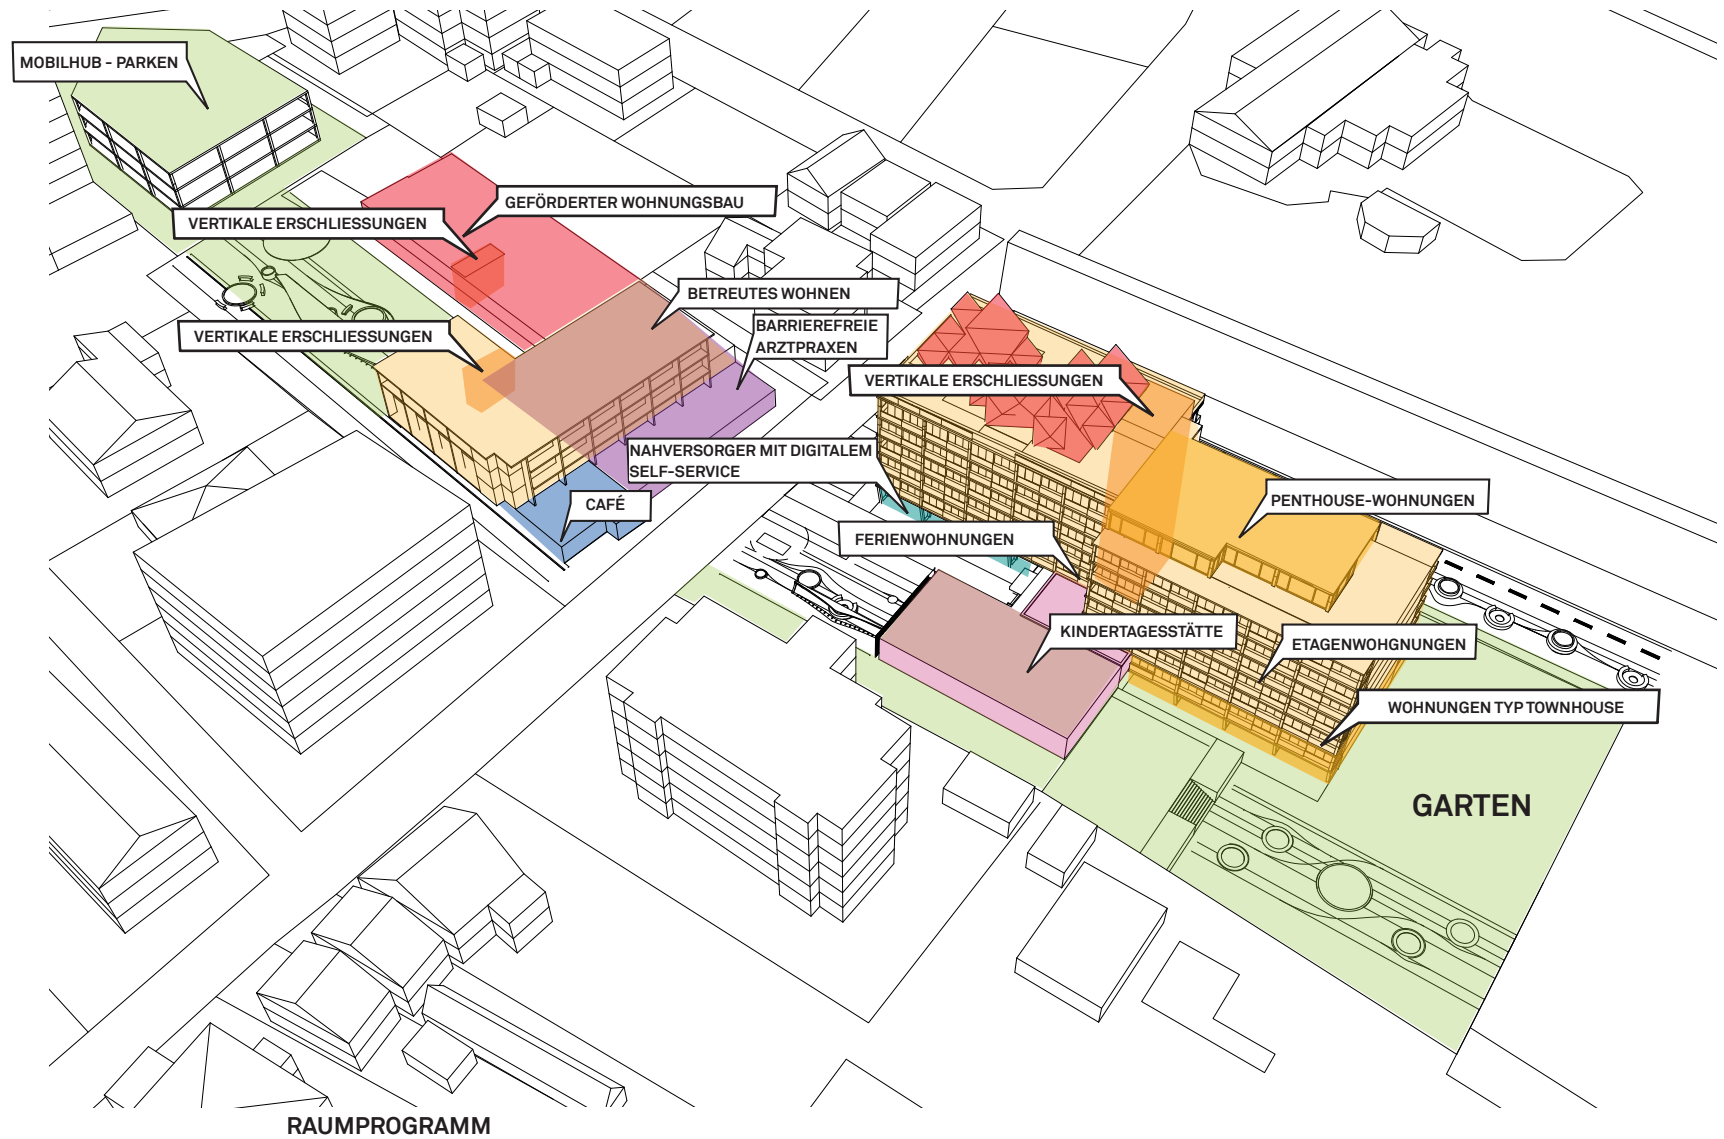 MOBILHUB - PARKEN
GEFÖRDERTER WOHNUNGSBAU
VERTIKALE ERSCHLIESSUNGEN
BETREUTES WOHNEN
VERTIKALE ERSCHLIESSUNGEN
BARRIEREFREIE
ARZTPRAXEN
VERTIKALE ERSCHLIESSUNGEN
NAHVERSORGER MIT DIGITALEM
SELF-SERVICE
CAFÉ
PENTHOUSE-WOHNUNGEN
FERIENWOHNUNGEN
KINDERTAGESSTÄTTE
ETAGENWOHGNUNGEN
WOHNUNGEN TYP TOWNHOUSE
GARTEN
RAUMPROGRAMM